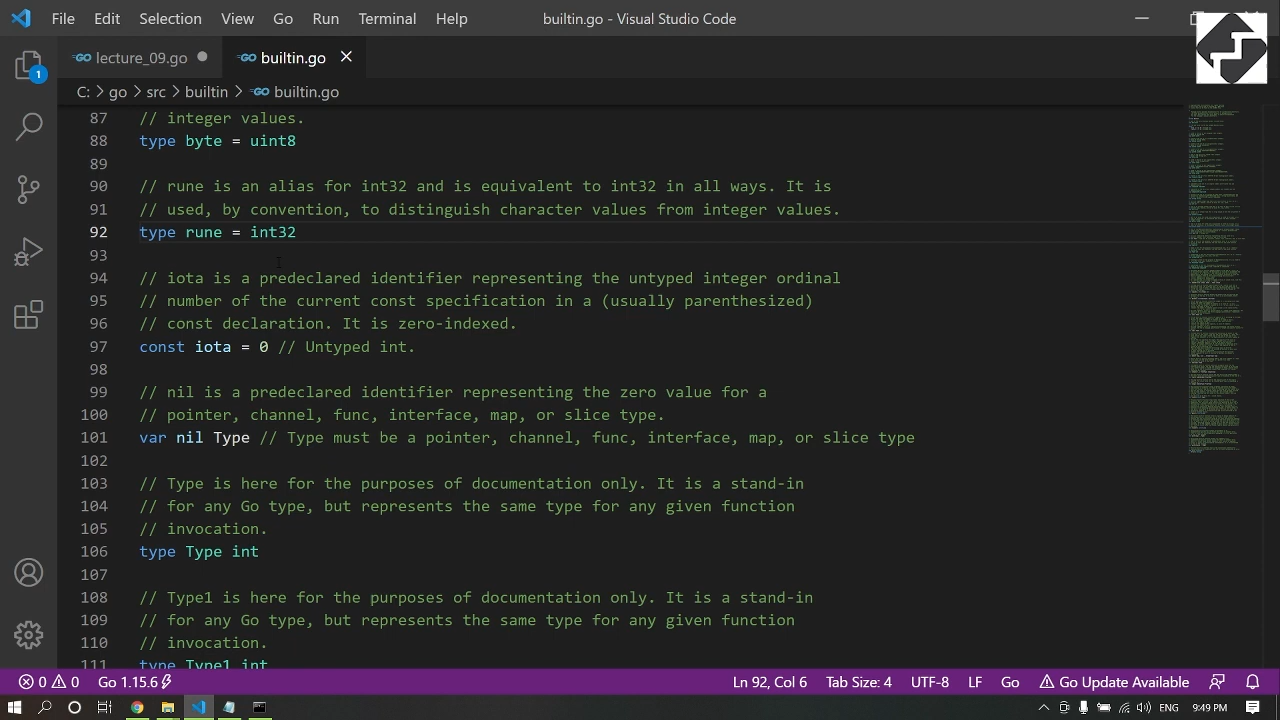 File Edit Selection View Go Run Terminal Help builtin.go - Visual Studio Code
lecture_09.go builtin.go
C: > go > src > builtin > builtin.go
1
87 // integer values.
88 type byte = uint8
89
90 // rune is an alias for int32 and is equivalent to int32 in all ways. It is
91 // used, by convention, to distinguish character values from integer values.
92 type rune = int32
93
94 // iota is a predeclared identifier representing the untyped integer ordinal
95 // number of the current const specification in a (usually parenthesized)
96 // const declaration. It is zero-indexed.
97 const iota = 0 // Untyped int.
98
99 // nil is a predeclared identifier representing the zero value for a
100 // pointer, channel, func, interface, map, or slice type.
101 var nil Type // Type must be a pointer, channel, func, interface, map, or slice type
102
103 // Type is here for the purposes of documentation only. It is a stand-in
104 // for any Go type, but represents the same type for any given function
105 // invocation.
106 type Type int
107
108 // Type1 is here for the purposes of documentation only. It is a stand-in
109 // for any Go type, but represents the same type for any given function
110 // invocation.
111 type Type1 int
0 0 Go 1.15.6 Ln 92, Col 6 Tab Size: 4 UTF-8 LF Go Go Update Available
ENG 9:49 PM